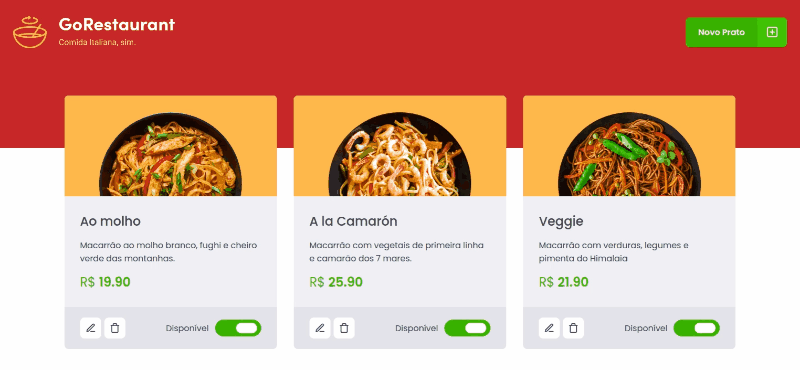 GoRestaurant
Comida Italiana, sim.
Novo Prato
Ao molho
Macarrão ao molho branco, fughi e cheiro
verde das montanhas.
R$ 19.90
Disponível
A la Camarón
Macarrão com vegetais de primeira linha
e camarão dos 7 mares.
R$ 25.90
Disponível
Veggie
Macarrão com verduras, legumes e
pimenta do Himalaia
R$ 21.90
Disponível